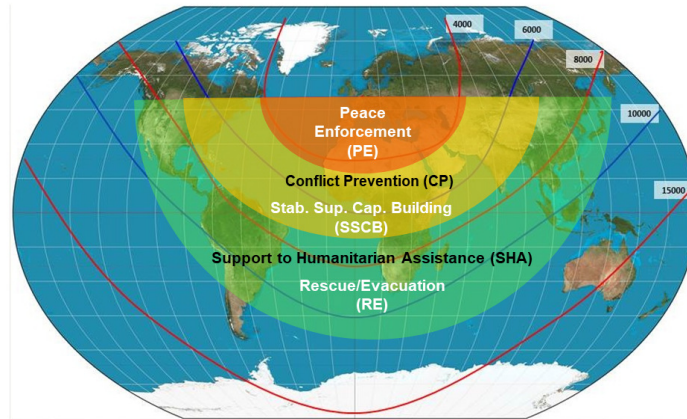 4000
6000
8000
10000
15000
Peace
Enforcement
(PE)
Conflict Prevention (CP)
Stab. Sup. Cap. Building
(SSCB)
Support to Humanitarian Assistance (SHA)
Rescue/Evacuation
(RE)